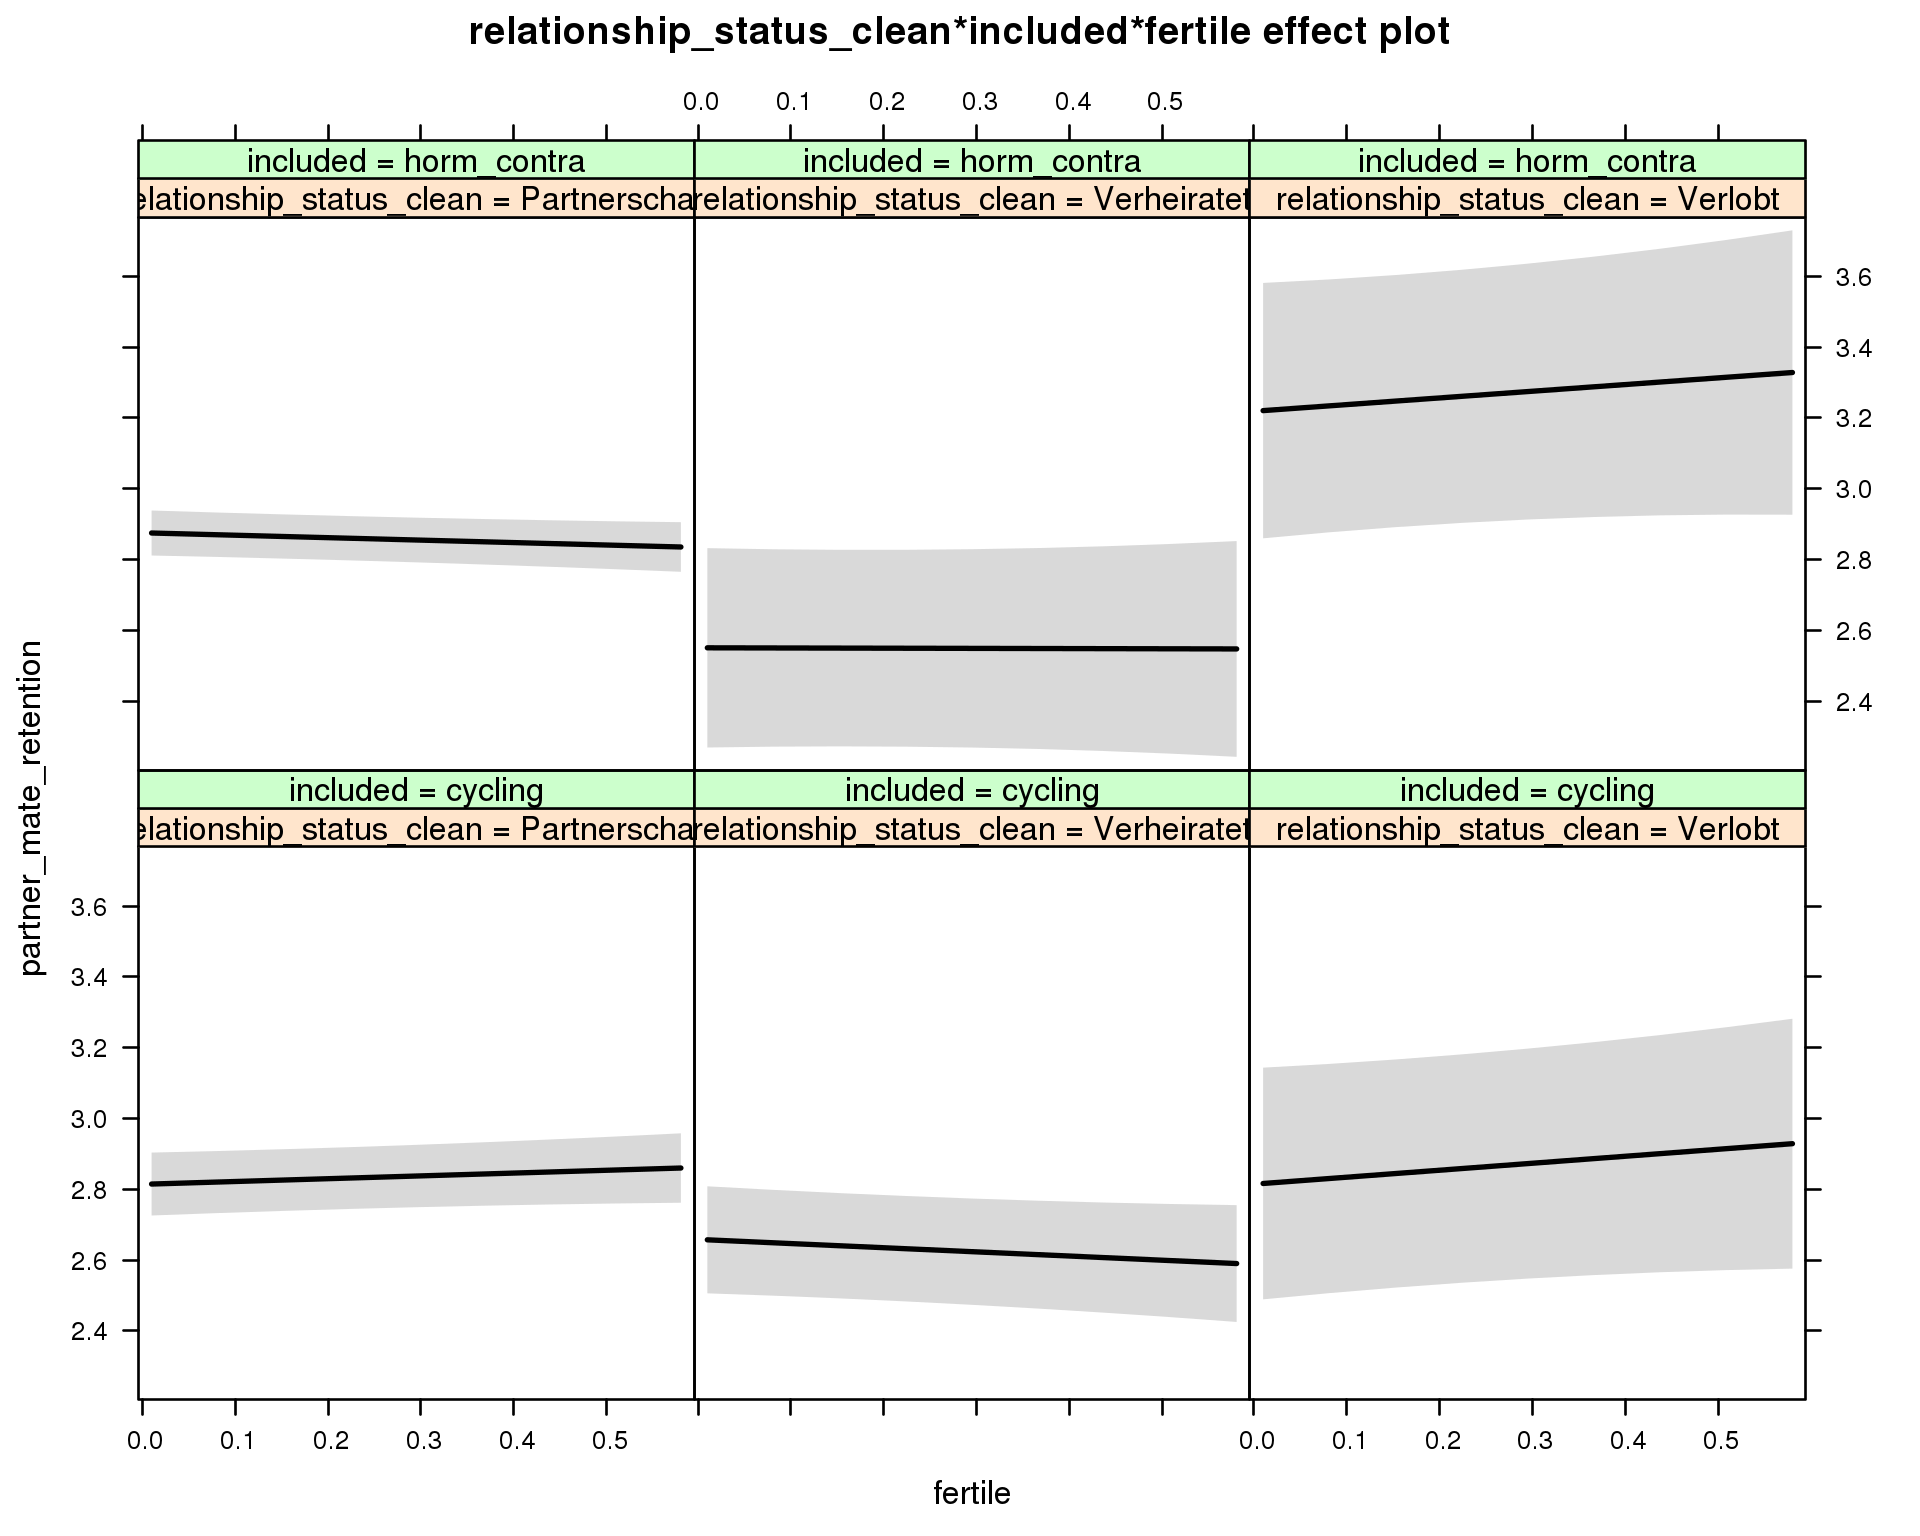 relationship_status_clean*included*fertile effect plot
0.0 0.1 0.2 0.3 0.4 0.5
included = horm_contra included = horm_contra included = horm_contra
elationship_status_clean = Partnerscha relationship_status_clean = Verheiratet relationship_status_clean = Verlobt
3.6
3.4
3.2
3.0
2.8
2.6
2.4
partner_mate_retention
included = cycling included = cycling included = cycling
elationship_status_clean = Partnerscha relationship_status_clean = Verheiratet relationship_status_clean = Verlobt
3.6
3.4
3.2
3.0
2.8
2.6
2.4
0.0 0.1 0.2 0.3 0.4 0.5 0.0 0.1 0.2 0.3 0.4 0.5
fertile